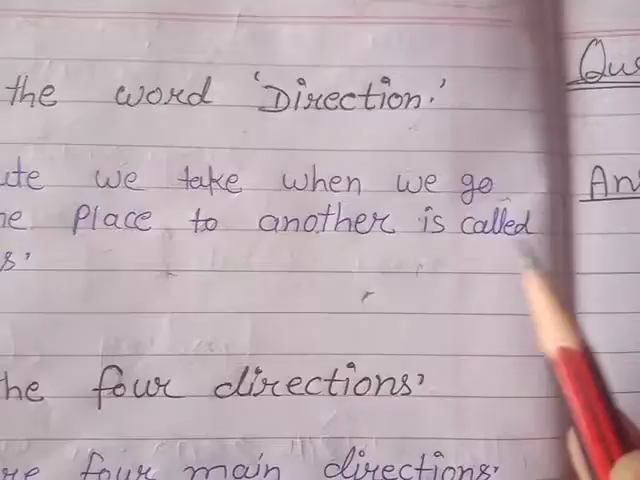 the word 'Direction.'
ute we take when we go
ne Place to another is called
s.
he four directions.
re four main directions.
Ques
An